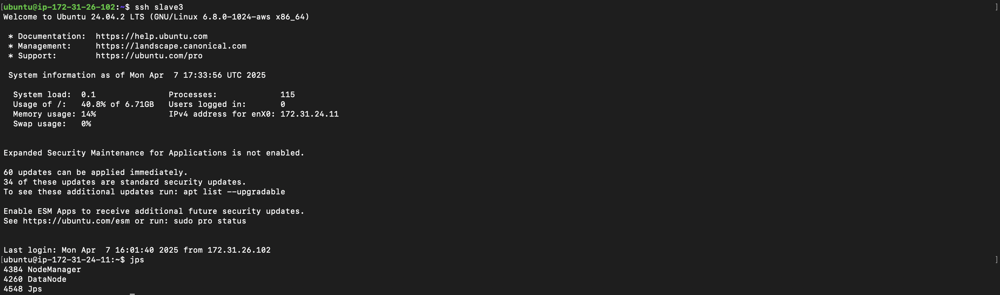 [ubuntu@ip-172-31-26-102:~$ ssh slave3 ]
Welcome to Ubuntu 24.04.2 LTS (GNU/Linux 6.8.0-1024-aws x86_64)
* Documentation:  https://help.ubuntu.com
* Management:     https://landscape.canonical.com
* Support:        https://ubuntu.com/pro
System information as of Mon Apr  7 17:33:56 UTC 2025
System load:  0.1               Processes:             115
Usage of /:   40.8% of 6.71GB   Users logged in:       0
Memory usage: 14%               IPv4 address for enX0: 172.31.24.11
Swap usage:   0%
Expanded Security Maintenance for Applications is not enabled.
60 updates can be applied immediately.
34 of these updates are standard security updates.
To see these additional updates run: apt list --upgradable
Enable ESM Apps to receive additional future security updates.
See https://ubuntu.com/esm or run: sudo pro status
Last login: Mon Apr  7 16:01:40 2025 from 172.31.26.102
[ubuntu@ip-172-31-24-11:~$ jps ]
4384 NodeManager
4260 DataNode
4548 Jps